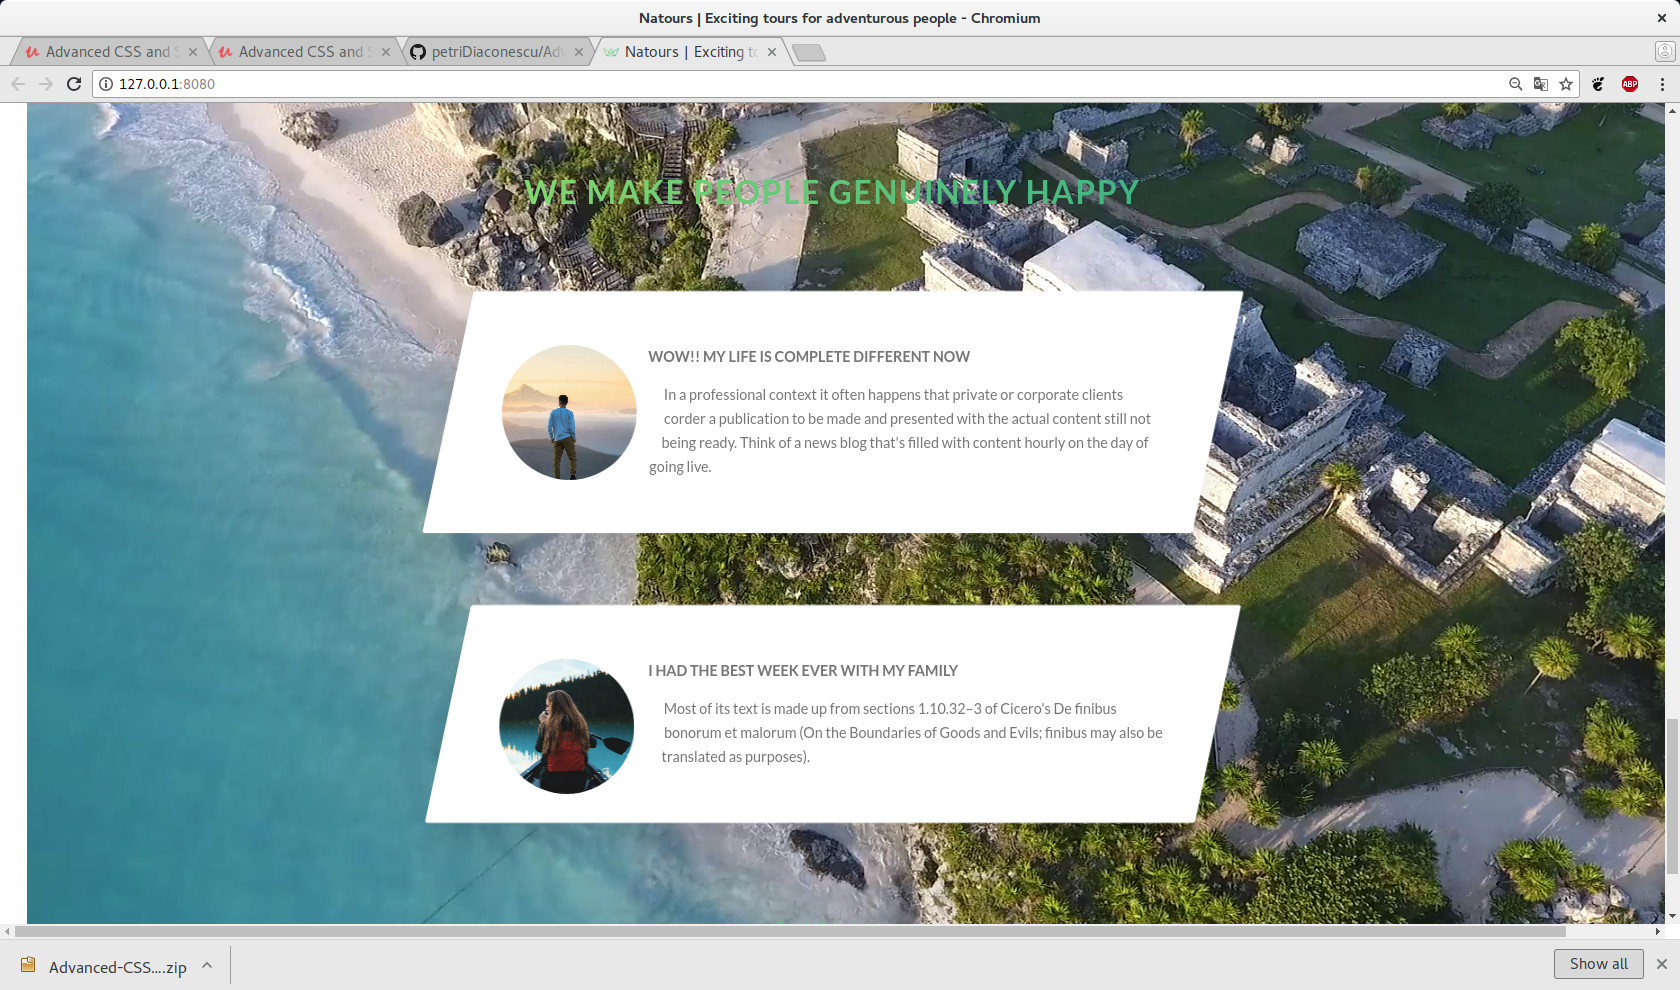 Natours | Exciting tours for adventurous people - Chromium
Advanced CSS and S
Advanced CSS and S
petriDiaconescu/Adv
Natours | Exciting to
127.0.0.1:8080
ABP
WE MAKE PEOPLE GENUINELY HAPPY
WOW!! MY LIFE IS COMPLETE DIFFERENT NOW
In a professional context it often happens that private or corporate clients
corder a publication to be made and presented with the actual content still not
being ready. Think of a news blog that's filled with content hourly on the day of
going live.
I HAD THE BEST WEEK EVER WITH MY FAMILY
Most of its text is made up from sections 1.10.32–3 of Cicero's De finibus
bonorum et malorum (On the Boundaries of Goods and Evils; finibus may also be
translated as purposes).
Advanced-CSS....zip
Show all